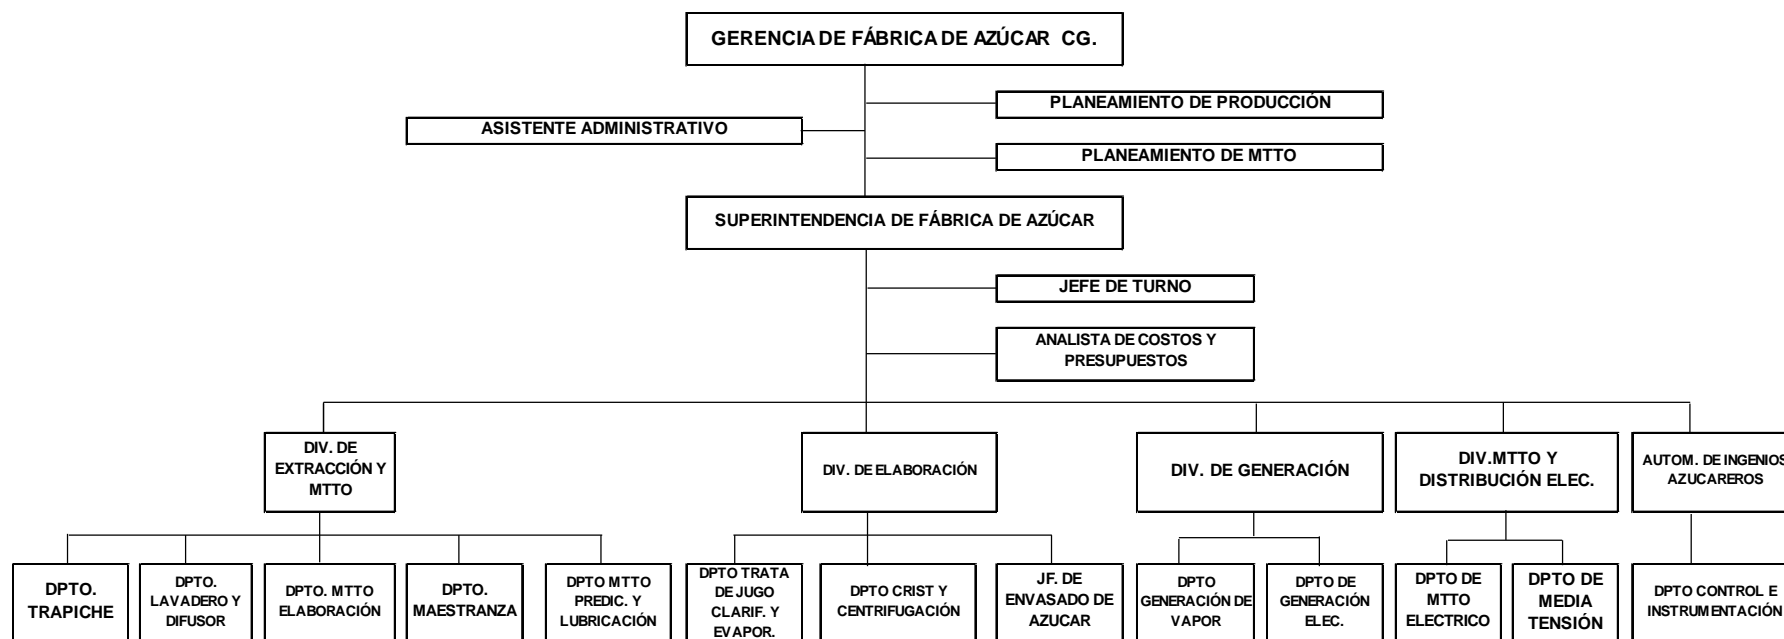 GERENCIA DE FÁBRICA DE AZÚCAR CG.
PLANEAMIENTO DE PRODUCCIÓN
ASISTENTE ADMINISTRATIVO
PLANEAMIENTO DE MTTO
SUPERINTENDENCIA DE FÁBRICA DE AZÚCAR
JEFE DE TURNO
ANALISTA DE COSTOS Y
PRESUPUESTOS
DIV. DE
EXTRACCIÓN Y
MTTO
DIV. DE ELABORACIÓN
DIV. DE GENERACIÓN
DIV.MTTO Y
DISTRIBUCIÓN ELEC.
AUTOM. DE INGENIOS
AZUCAREROS
DPTO.
TRAPICHE
DPTO.
LAVADERO Y
DIFUSOR
DPTO. MTTO
ELABORACIÓN
DPTO.
MAESTRANZA
DPTO MTTO
PREDIC. Y
LUBRICACIÓN
DPTO TRATA
DE JUGO
CLARIF. Y
EVAPOR.
DPTO CRIST Y
CENTRIFUGACIÓN
JF. DE
ENVASADO DE
AZUCAR
DPTO
GENERACIÓN DE
VAPOR
DPTO DE
GENERACIÓN
ELEC.
DPTO DE
MTTO
ELECTRICO
DPTO DE
MEDIA
TENSIÓN
DPTO CONTROL E
INSTRUMENTACIÓN